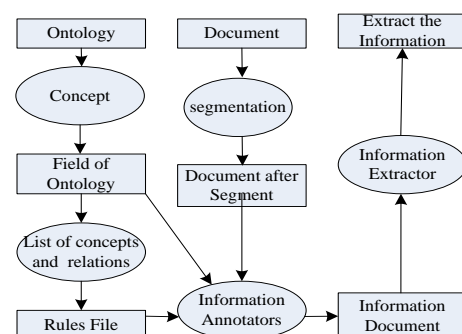 Ontology
Concept
Field of
Ontology
List of concepts
and relations
Rules File
Document
segmentation
Document after
Segment
Information
Annotators
Extract the
Information
Information
Extractor
Information
Document